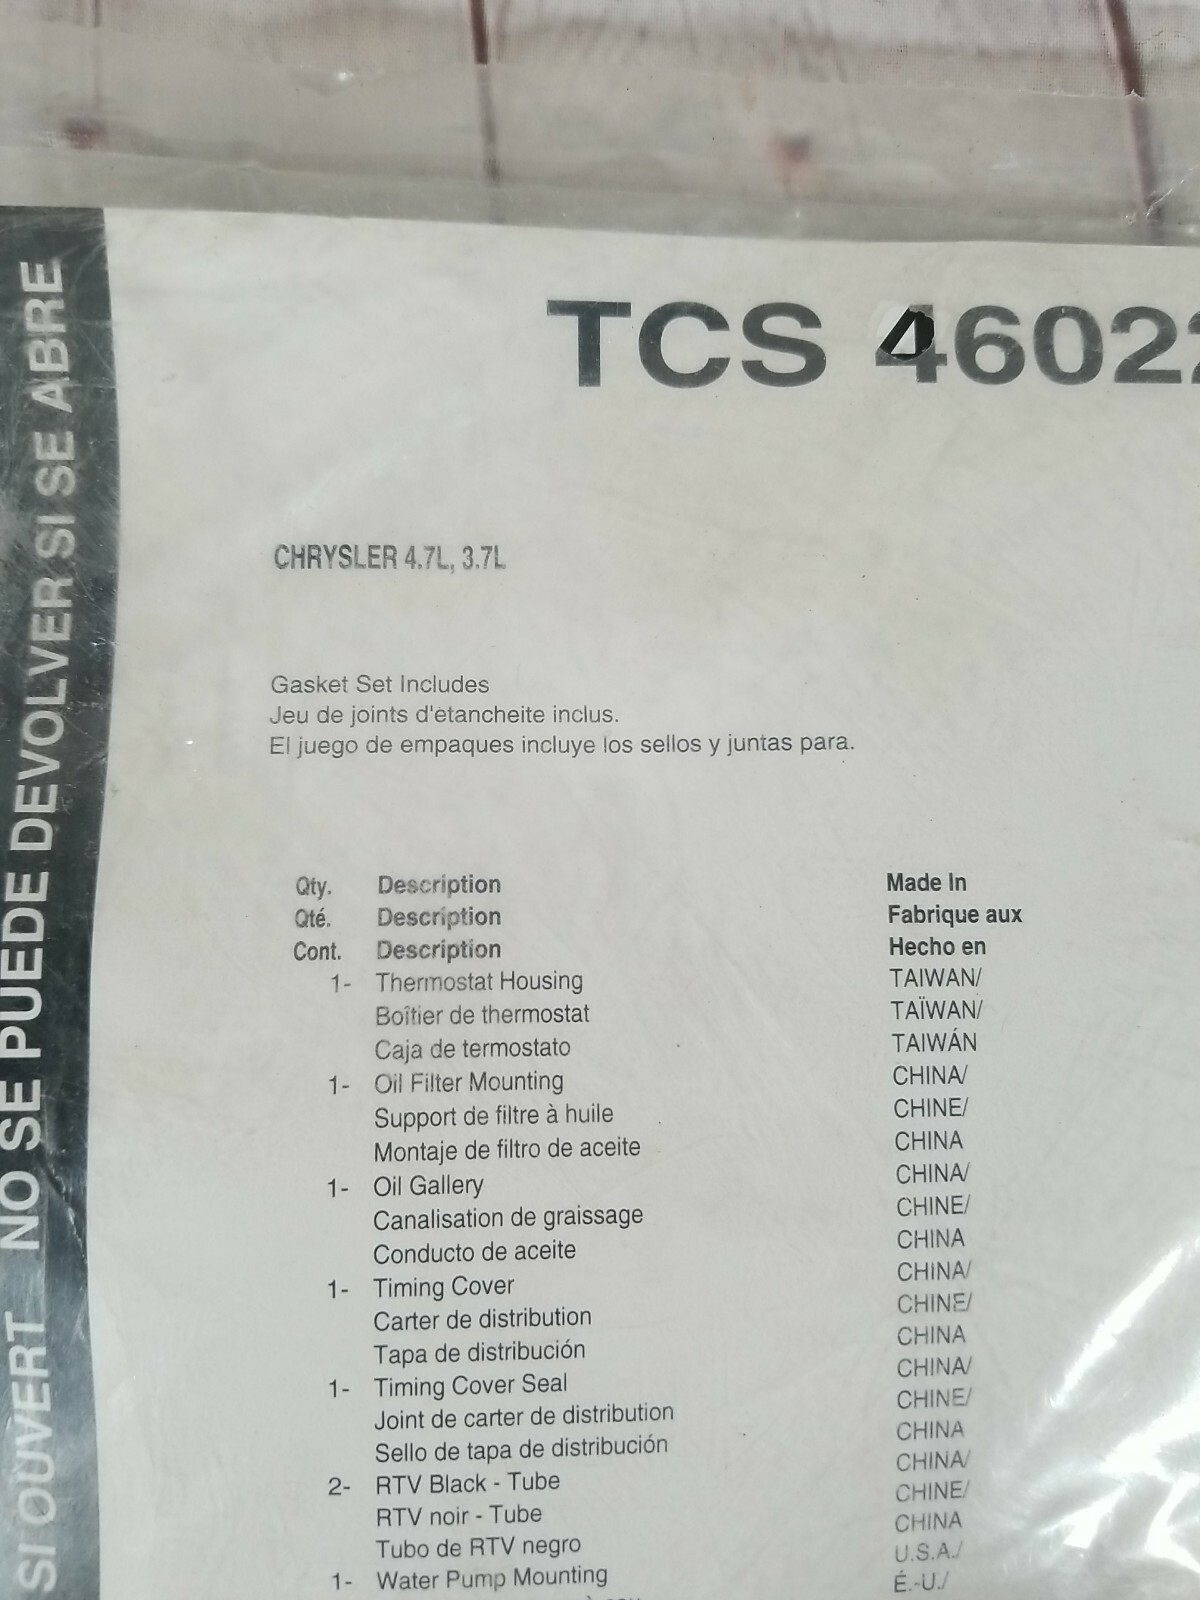 TCS 46022
CHRYSLER 4.7L, 3.7L
Gasket Set Includes
Jeu de joints d'etancheite inclus.
El juego de empaques incluye los sellos y juntas para.
Qty. Description Made In
Qté. Description Fabrique aux
Cont. Description Hecho en
1- Thermostat Housing TAIWAN/
Boîtier de thermostat TAÏWAN/
Caja de termostato TAIWÁN
1- Oil Filter Mounting CHINA/
Support de filtre à huile CHINE/
Montaje de filtro de aceite CHINA
1- Oil Gallery CHINA/
Canalisation de graissage CHINE/
Conducto de aceite CHINA
1- Timing Cover CHINA/
Carter de distribution CHINE/
Tapa de distribución CHINA
1- Timing Cover Seal CHINA/
Joint de carter de distribution CHINE/
Sello de tapa de distribución CHINA
2- RTV Black - Tube CHINA/
RTV noir - Tube CHINE/
Tubo de RTV negro CHINA
1- Water Pump Mounting U.S.A./
É.-U./
SI OUVERT NO SE PUEDE DEVOLVER SI SE ABRE